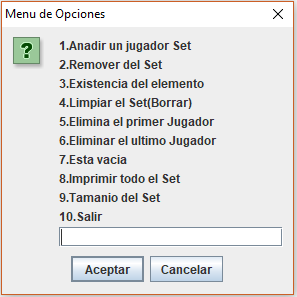 Menu de Opciones
?
1.Anadir un jugador Set
2.Remover del Set
3.Existencia del elemento
4.Limpiar el Set(Borrar)
5.Elimina el primer Jugador
6.Eliminar el ultimo Jugador
7.Esta vacia
8.Imprimir todo el Set
9.Tamanio del Set
10.Salir
Aceptar Cancelar